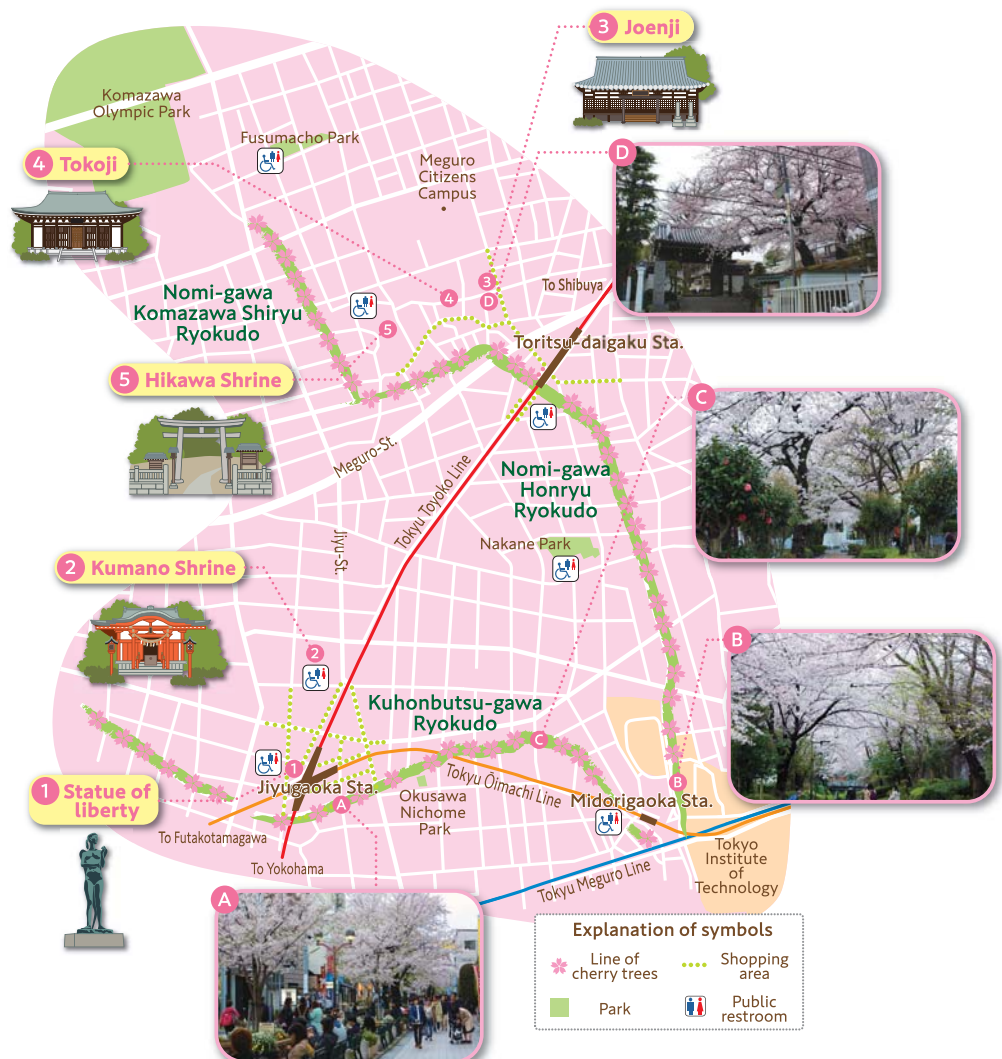 3 Joenji
Komazawa
Olympic Park
Fusumacho Park
Meguro
Citizens
Campus
4 Tokoji
D
3
D
4
5
To Shibuya
Nomi-gawa
Komazawa Shiryu
Ryokudo
Toritsu-daigaku Sta.
5 Hikawa Shrine
C
Meguro-St.
Tokyu Toyoko Line
Nomi-gawa
Honryu
Ryokudo
Jiyu-St.
Nakane Park
2 Kumano Shrine
2
B
Kuhonbutsu-gawa
Ryokudo
C
1
B
Jiyugaoka Sta.
A
Tokyu Ōimachi Line
Midorigaoka Sta.
Okusawa
Nichome
Park
1 Statue of
liberty
To Futakotamagawa
To Yokohama
Tokyu Meguro Line
Tokyo
Institute
of
Technology
A
Explanation of symbols
Line of
cherry trees
Shopping
area
Park
Public
restroom